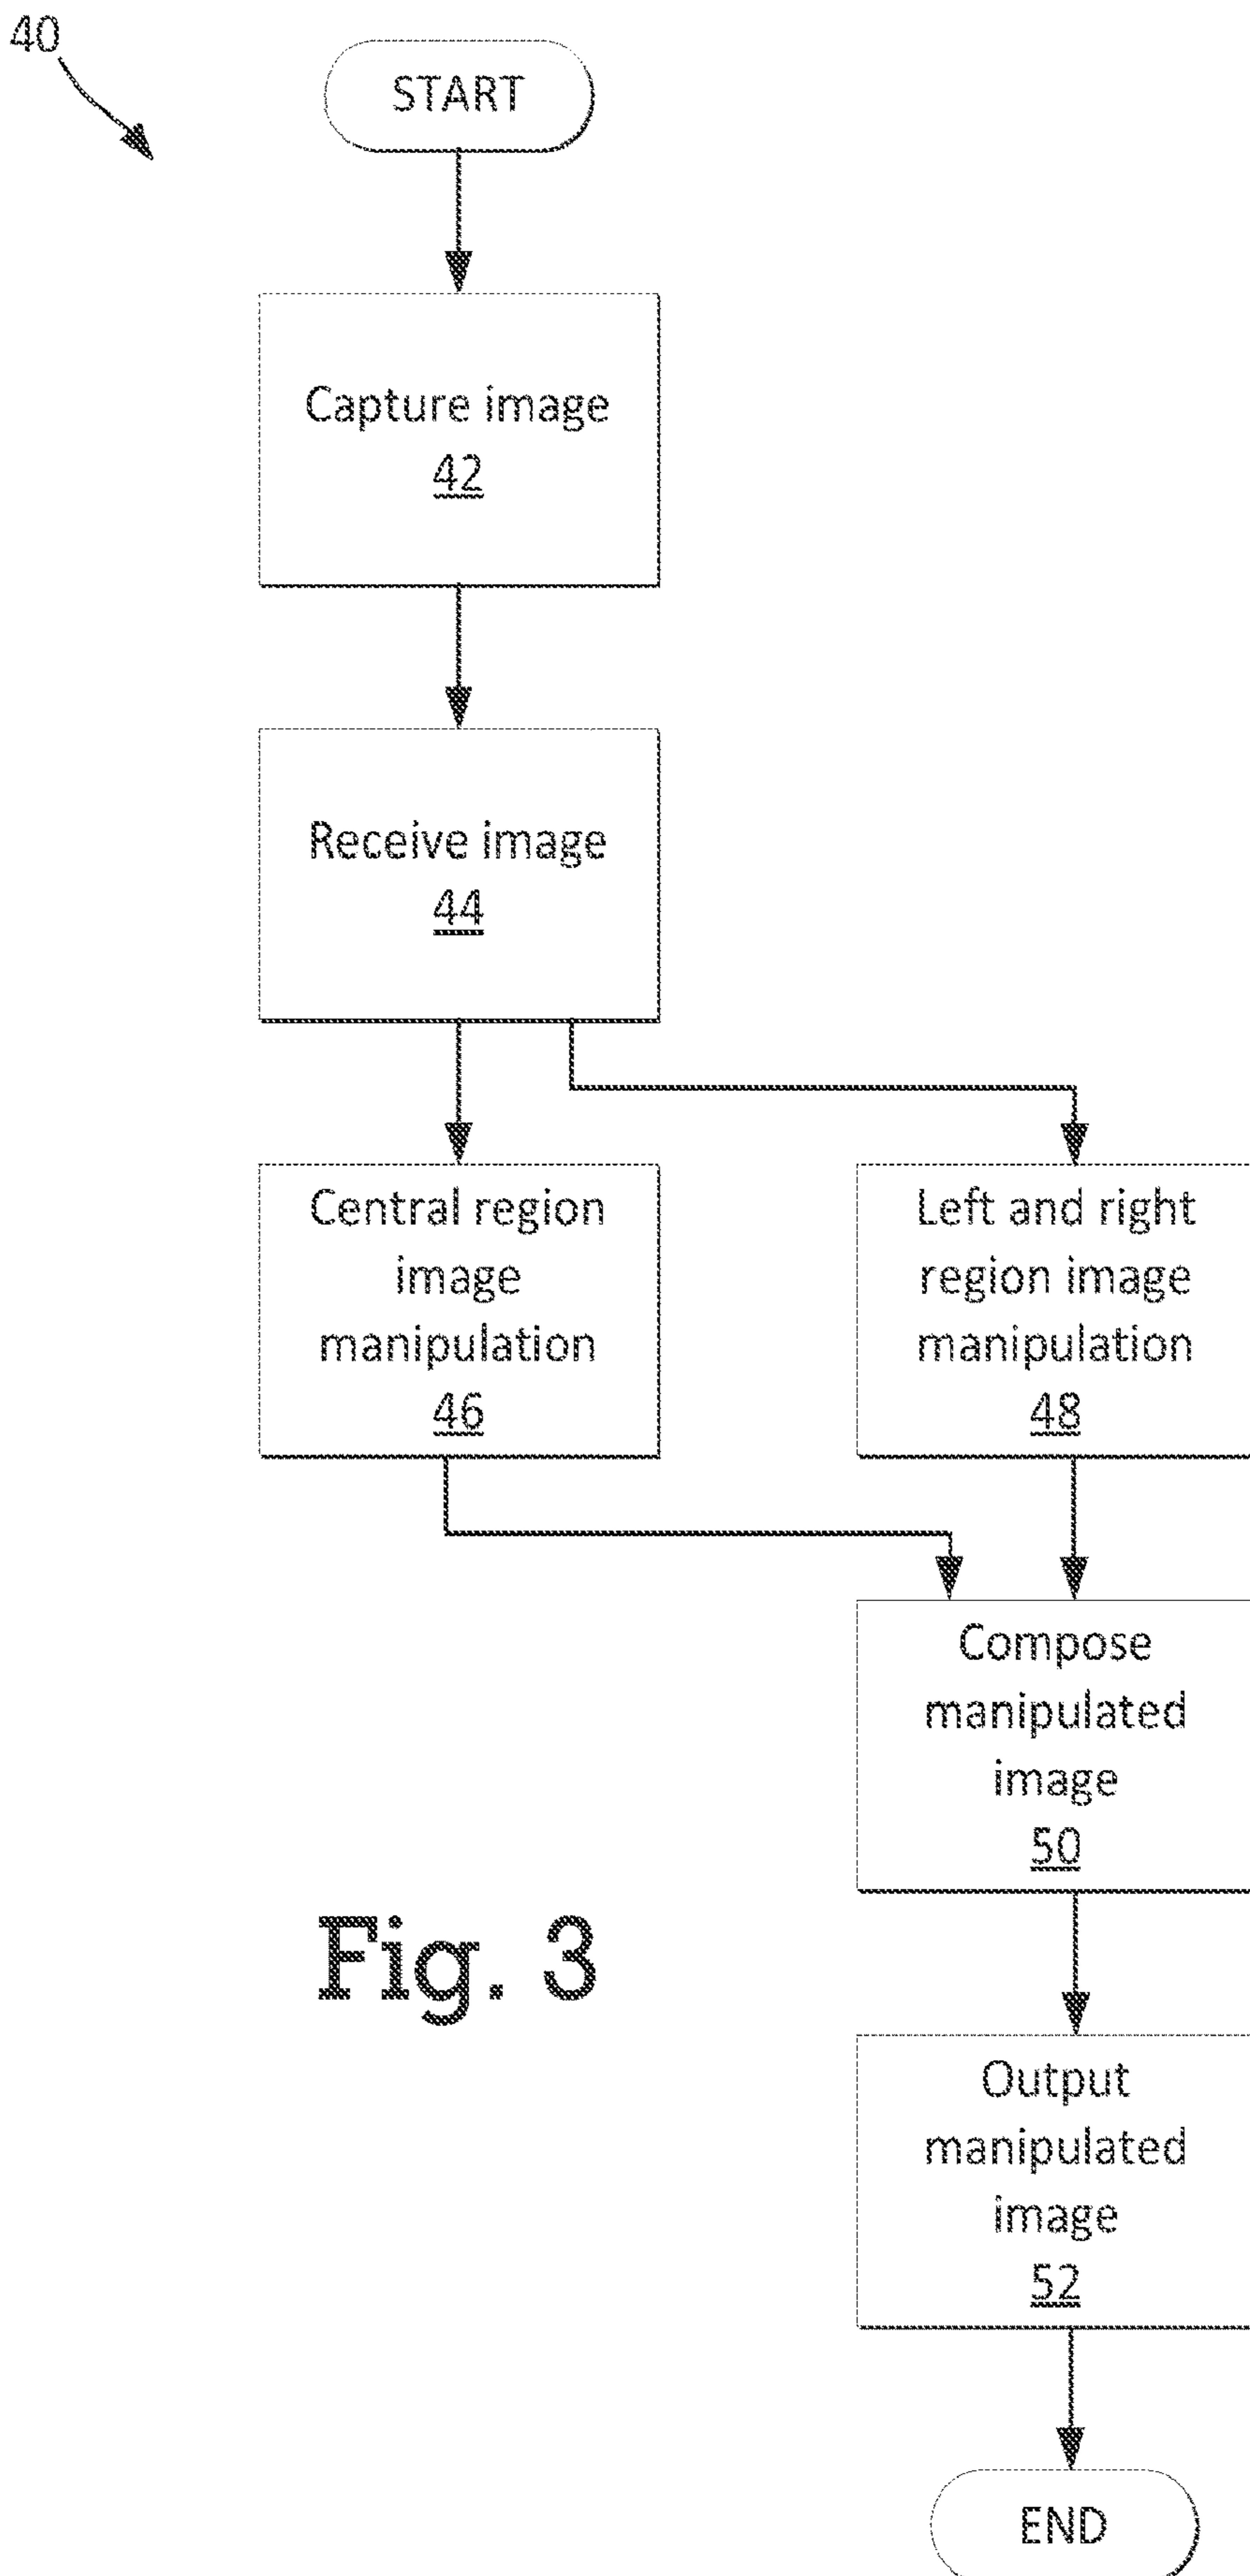 40
START
Capture image
42
Receive image
44
Central region
image
manipulation
46
Left and right
region image
manipulation
48
Compose
manipulated
image
50
Fig. 3
Output
manipulated
image
52
END